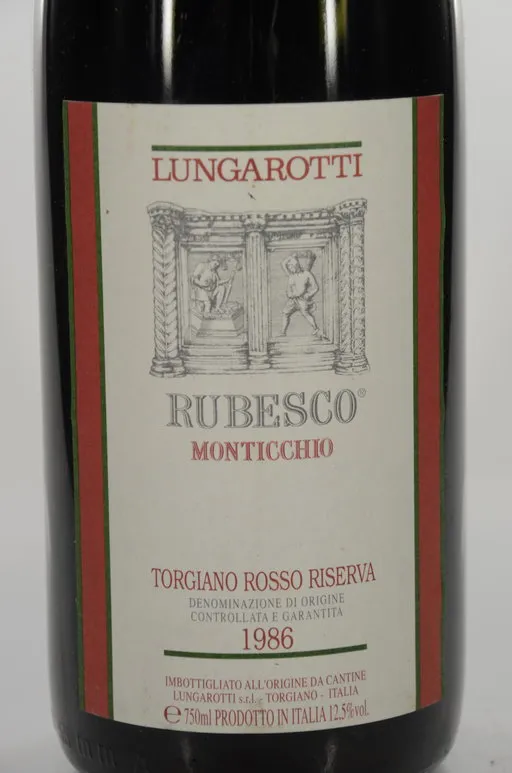 LUNGAROTTI
RUBESCO®
MONTICCHIO
TORGIANO ROSSO RISERVA
DENOMINAZIONE DI ORIGINE
CONTROLLATA E GARANTITA
1986
IMBOTTIGLIATO ALL'ORIGINE DA CANTINE
LUNGAROTTI s.r.l. - TORGIANO - ITALIA
℮ 750ml PRODOTTO IN ITALIA 12,5% vol.